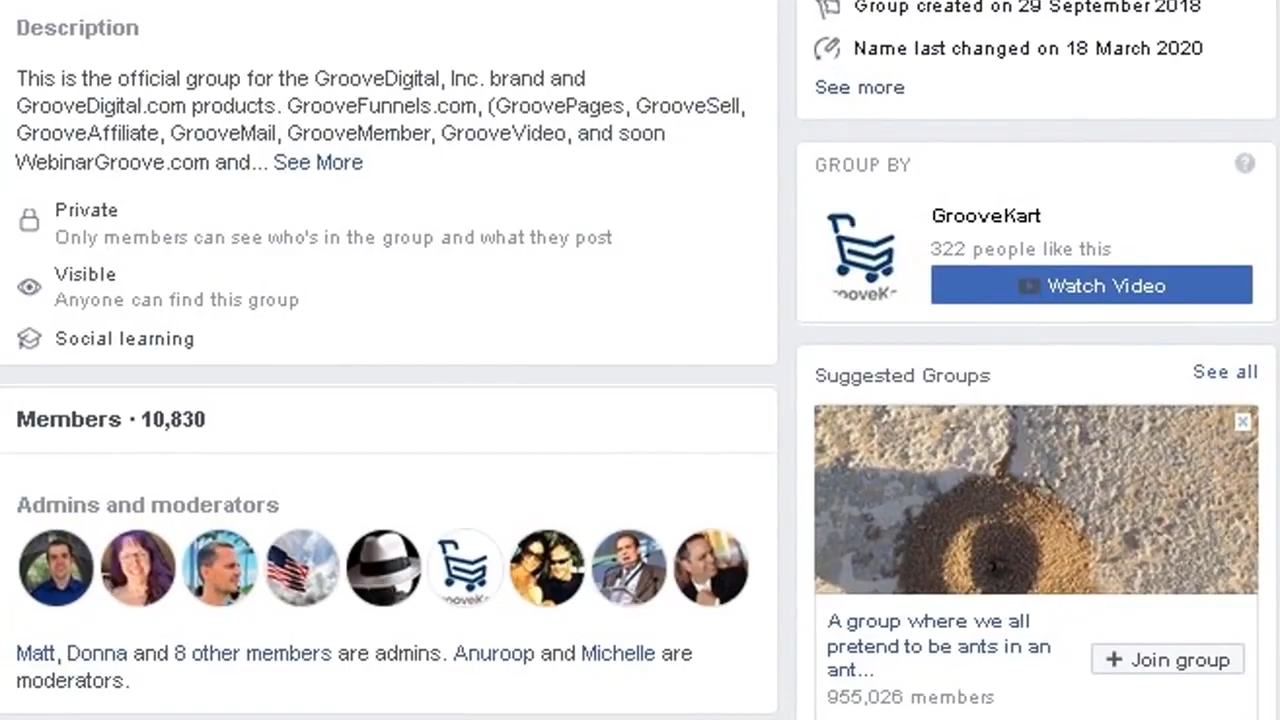 Description
This is the official group for the GrooveDigital, Inc. brand and
GrooveDigital.com products. GrooveFunnels.com, (GroovePages, GrooveSell,
GrooveAffiliate, GrooveMail, GrooveMember, GrooveVideo, and soon
WebinarGroove.com and... See More
Private
Only members can see who's in the group and what they post
Visible
Anyone can find this group
Social learning
Members · 10,830
Admins and moderators
Matt, Donna and 8 other members are admins. Anuroop and Michelle are
moderators.
Group created on 29 September 2018
Name last changed on 18 March 2020
See more
GROUP BY
GrooveKart
322 people like this
Watch Video
Suggested Groups
See all
A group where we all
pretend to be ants in an
ant...
955,026 members
+ Join group